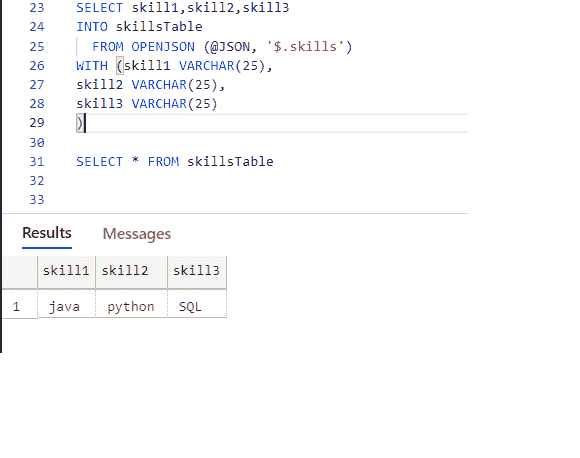 23 SELECT skill1,skill2,skill3
24 INTO skillsTable
25 FROM OPENJSON (@JSON, '$.skills')
26 WITH (skill1 VARCHAR(25),
27 skill2 VARCHAR(25),
28 skill3 VARCHAR(25)
29 )
30
31 SELECT * FROM skillsTable
32
33
Results Messages
skill1 skill2 skill3
1 java python SQL